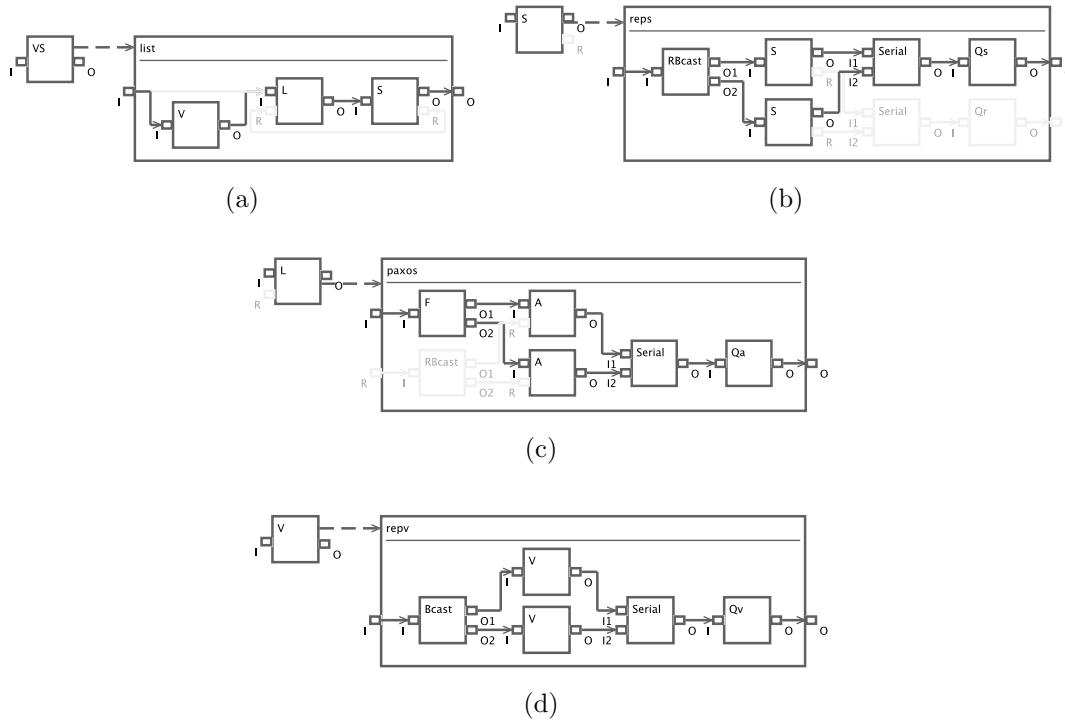 VS
I
O
list
I
V
I
O
I
L
R
O
I
S
O
R
O
(a)
I
S
O
R
reps
I
I
RBcast
O1
O2
I
S
O
R
I
S
O
R
I1
Serial
I2
O
I
Qs
O
I1
Serial
I2
O
I
Qr
O
(b)
I
L
R
O
paxos
I
I
F
O1
O2
R
I
RBcast
O1
O2
I
A
R
O
I
A
R
O
I1
Serial
I2
O
I
Qa
O
O
(c)
I
V
O
repv
I
I
Bcast
O1
O2
I
V
O
I
V
O
I1
Serial
I2
O
I
Qv
O
O
(d)